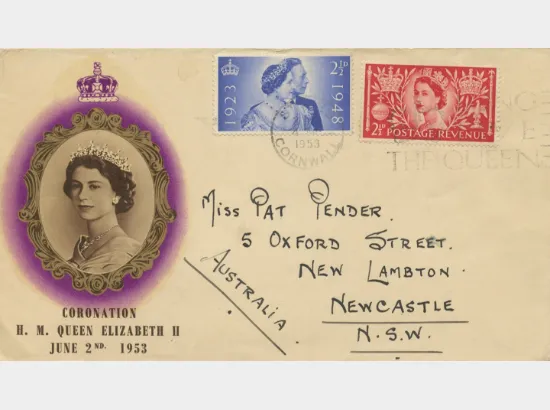 1923
2½D
1948
2½D
POSTAGE REVENUE
1953
CORNWALL
THE QUEEN
Miss PAT PENDER.
5 OXFORD STREET.
NEW LAMBTON.
NEWCASTLE
N.S.W.
AUSTRALIA
CORONATION
H. M. QUEEN ELIZABETH II
JUNE 2ND. 1953